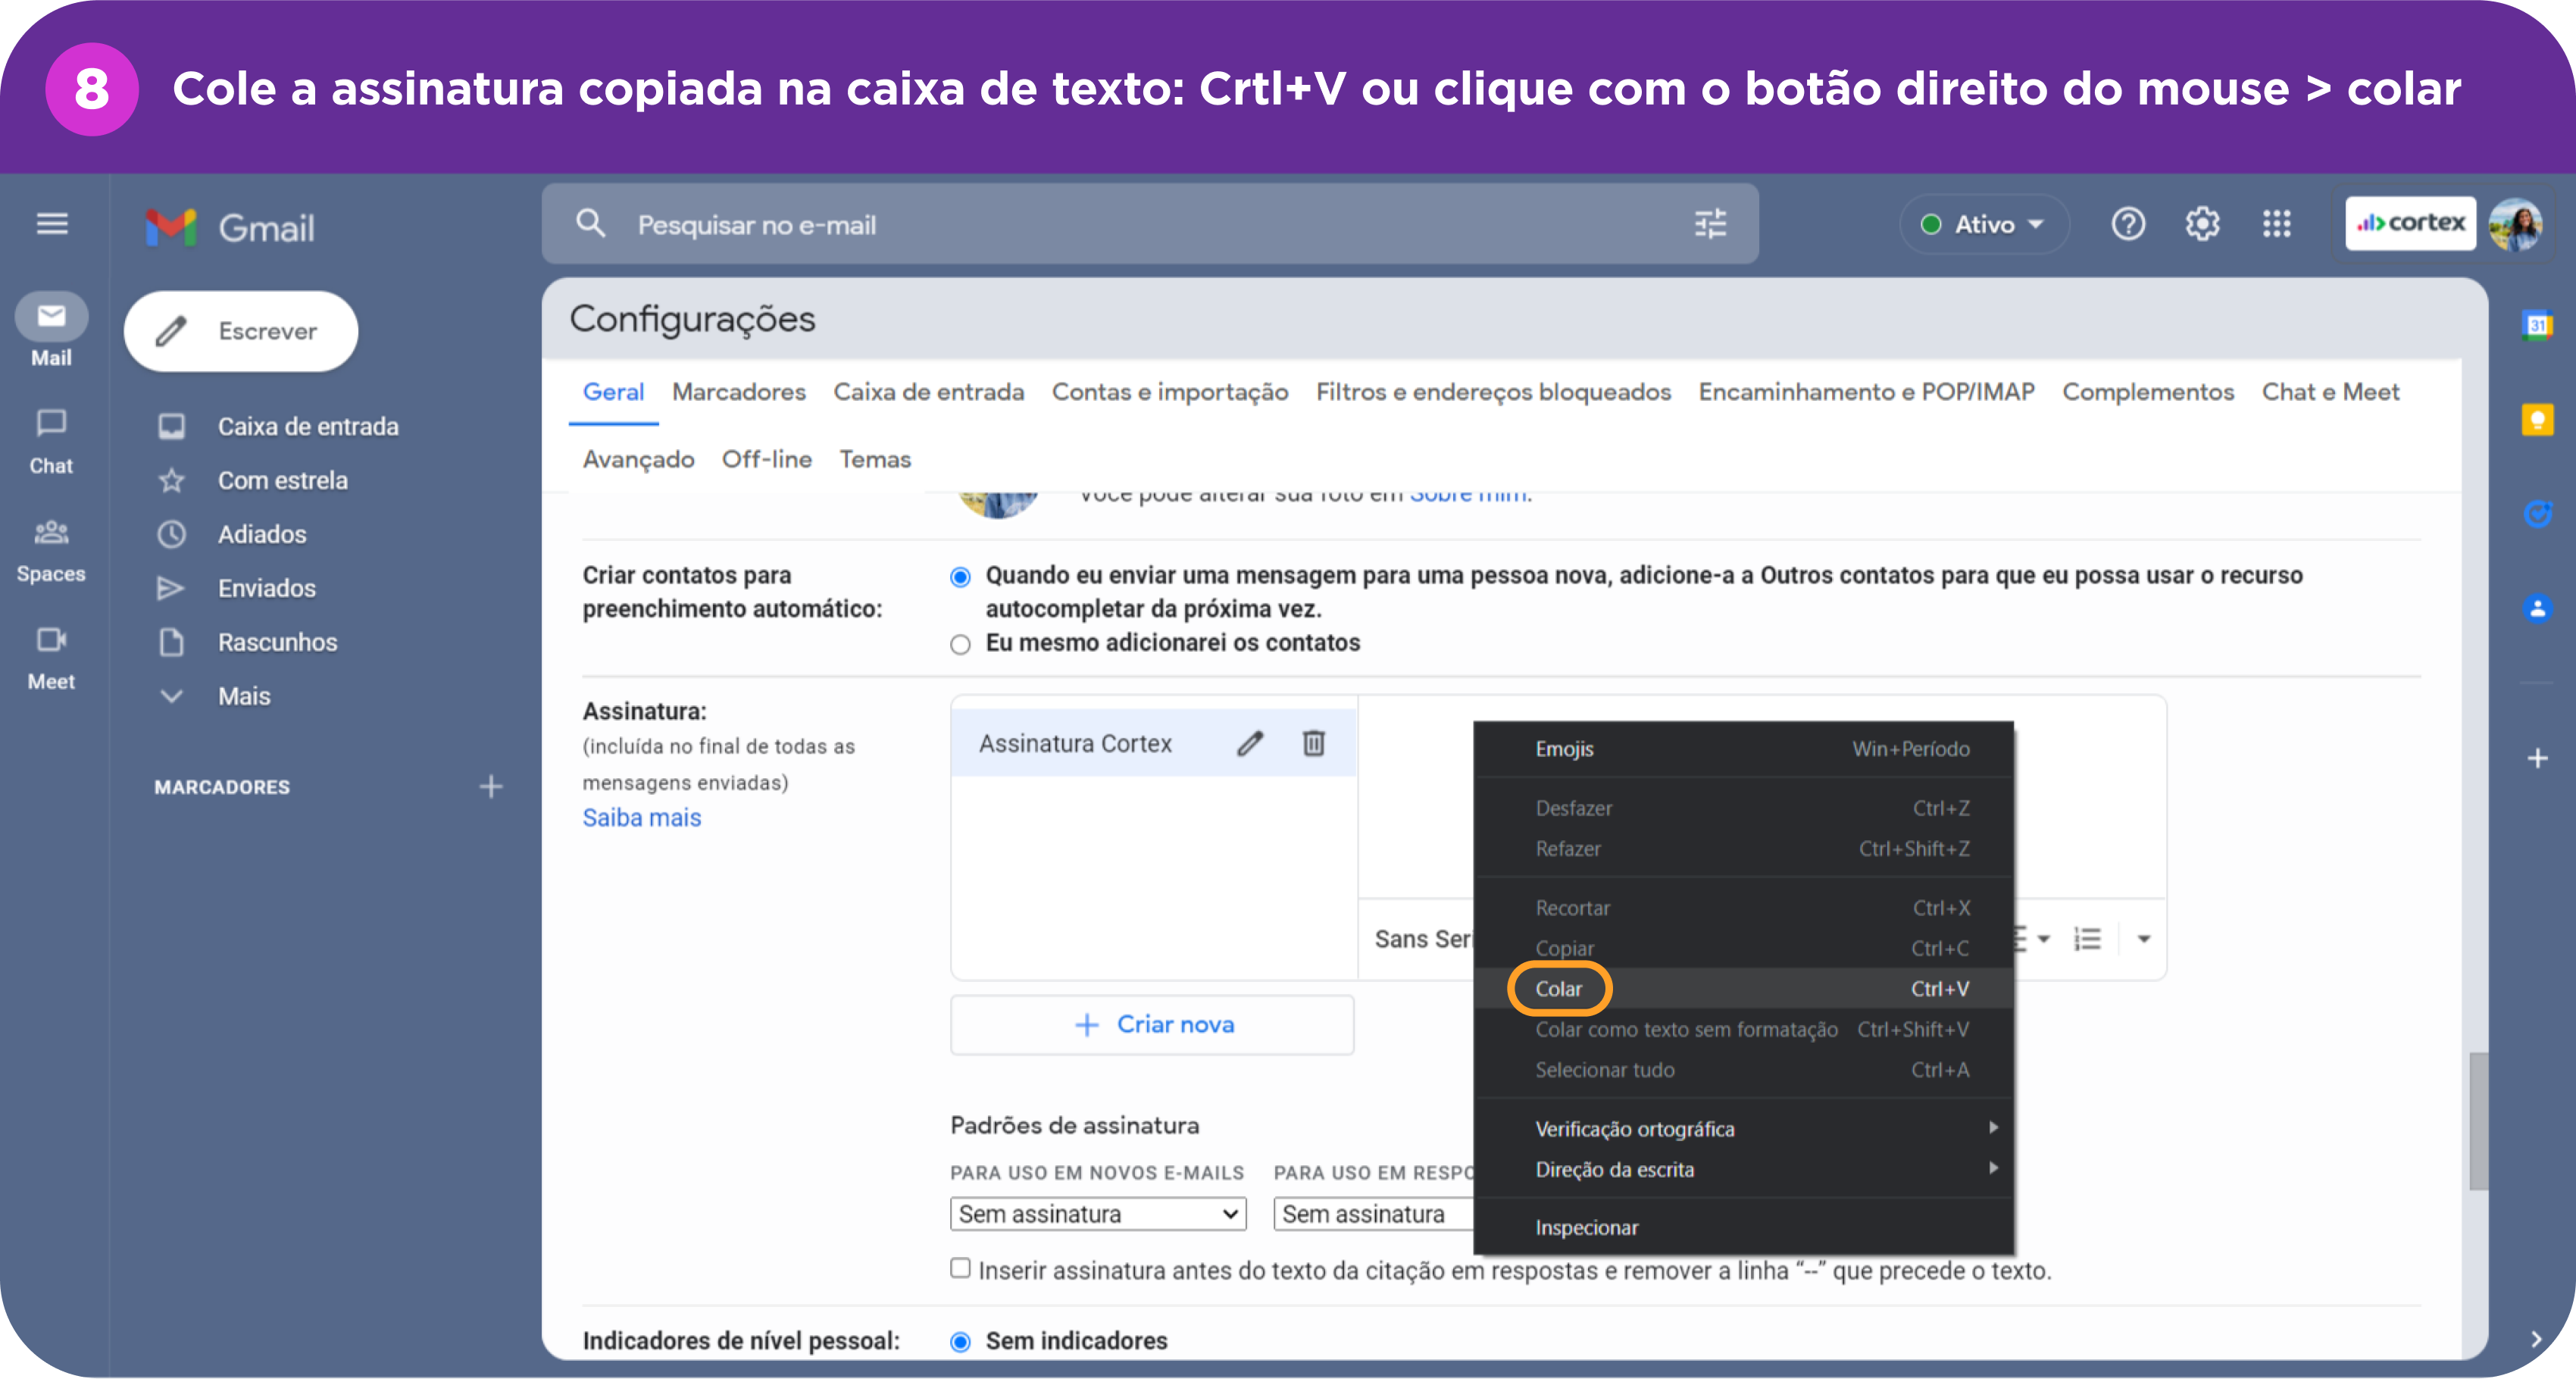 8 Cole a assinatura copiada na caixa de texto: Crtl+V ou clique com o botão direito do mouse > colar
Gmail
Pesquisar no e-mail
Ativo
cortex
Mail
Chat
Spaces
Meet
Escrever
Caixa de entrada
Com estrela
Adiados
Enviados
Rascunhos
Mais
MARCADORES
Configurações
Geral Marcadores Caixa de entrada Contas e importação Filtros e endereços bloqueados Encaminhamento e POP/IMAP Complementos Chat e Meet
Avançado Off-line Temas
Você pode alterar sua foto em Sobre mim.
Criar contatos para
preenchimento automático:
Quando eu enviar uma mensagem para uma pessoa nova, adicione-a a Outros contatos para que eu possa usar o recurso
autocompletar da próxima vez.
Eu mesmo adicionarei os contatos
Assinatura:
(incluída no final de todas as
mensagens enviadas)
Saiba mais
Assinatura Cortex
Sans Seri
Criar nova
Emojis Win+Período
Desfazer Ctrl+Z
Refazer Ctrl+Shift+Z
Recortar Ctrl+X
Copiar Ctrl+C
Colar Ctrl+V
Colar como texto sem formatação Ctrl+Shift+V
Selecionar tudo Ctrl+A
Verificação ortográfica
Direção da escrita
Inspecionar
Padrões de assinatura
PARA USO EM NOVOS E-MAILS PARA USO EM RESPO
Sem assinatura Sem assinatura
Inserir assinatura antes do texto da citação em respostas e remover a linha “--” que precede o texto.
Indicadores de nível pessoal: Sem indicadores
31